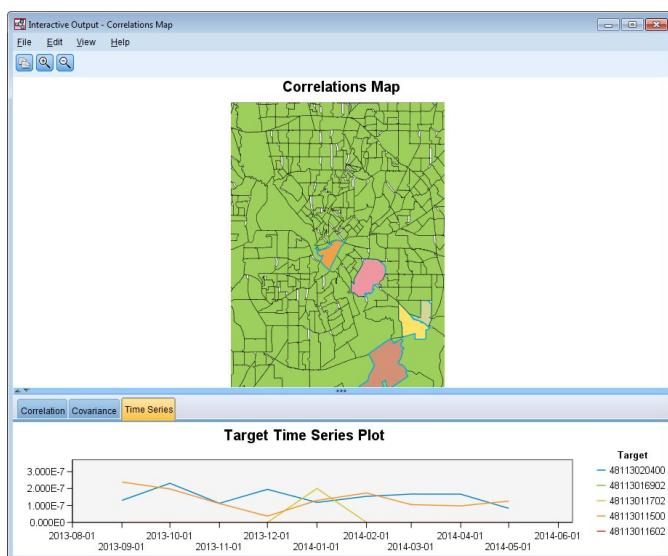 Interactive Output - Correlations Map
File Edit View Help
Correlations Map
Correlation Covariance Time Series
Target Time Series Plot
3.000E-7
2.000E-7
1.000E-7
0.000E0
2013-08-01 2013-10-01 2013-12-01 2014-02-01 2014-04-01 2014-06-01
2013-09-01 2013-11-01 2014-01-01 2014-03-01 2014-05-01
Target
48113020400
48113016902
48113011702
48113011500
48113011602